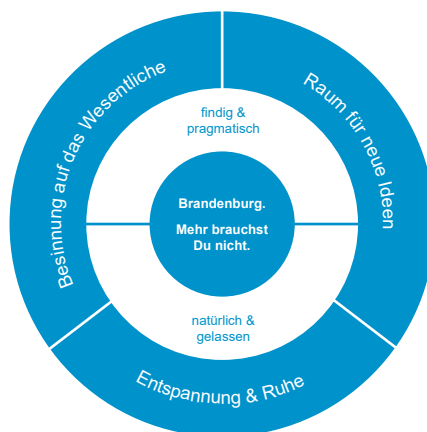 Besinnung auf das Wesentliche
Raum für neue Ideen
findig &
pragmatisch
Brandenburg.
Mehr brauchst
Du nicht.
natürlich &
gelassen
Entspannung & Ruhe